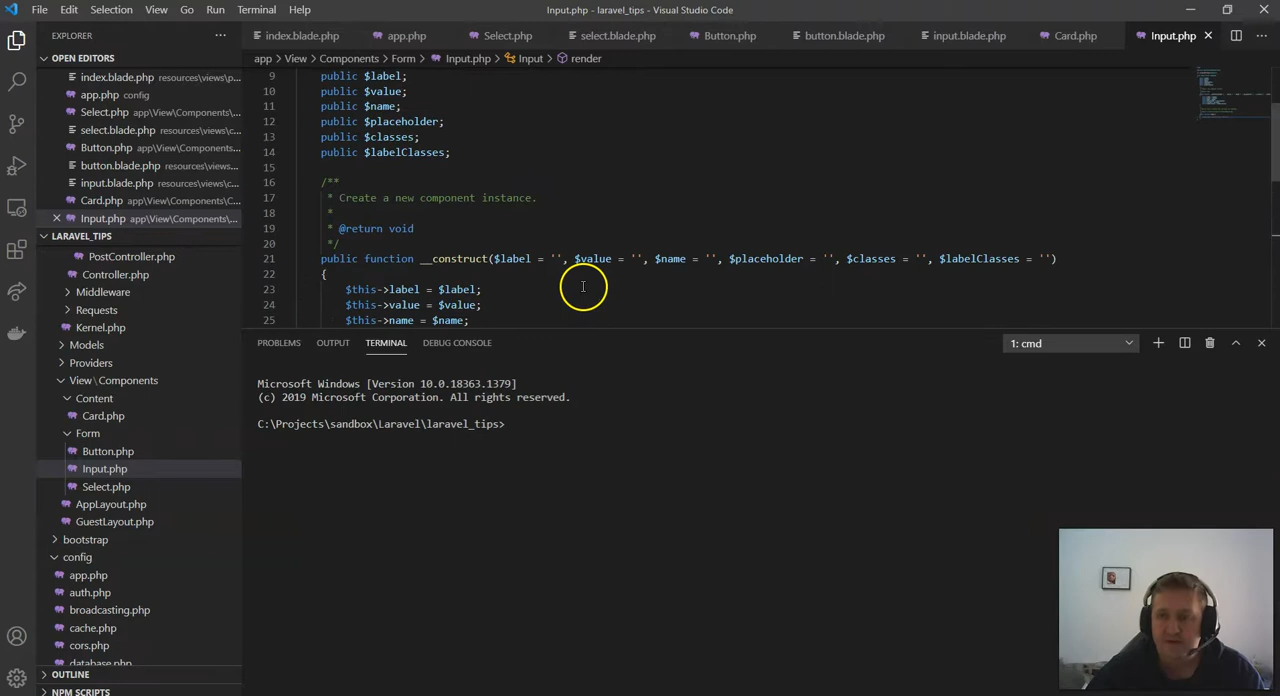 File Edit Selection View Go Run Terminal Help
Input.php - laravel_tips - Visual Studio Code
EXPLORER
OPEN EDITORS
index.blade.php resources\views\p...
app.php config
Select.php app\View\Components\...
select.blade.php resources\views\c...
Button.php app\View\Components\...
button.blade.php resources\views\...
input.blade.php resources\views\c...
Card.php app\View\Components\C...
Input.php app\View\Components\...
LARAVEL_TIPS
PostController.php
Controller.php
Middleware
Requests
Kernel.php
Models
Providers
View\Components
Content
Card.php
Form
Button.php
Input.php
Select.php
AppLayout.php
GuestLayout.php
bootstrap
config
app.php
auth.php
broadcasting.php
cache.php
cors.php
database.php
OUTLINE
NPM SCRIPTS
index.blade.php app.php Select.php select.blade.php Button.php button.blade.php input.blade.php Card.php Input.php
app > View > Components > Form > Input.php > Input > render
9 public $label;
10 public $value;
11 public $name;
12 public $placeholder;
13 public $classes;
14 public $labelClasses;
15
16 /**
17 * Create a new component instance.
18 *
19 * @return void
20 */
21 public function __construct($label = '', $value = '', $name = '', $placeholder = '', $classes = '', $labelClasses = '')
22 {
23 $this->label = $label;
24 $this->value = $value;
25 $this->name = $name;
PROBLEMS OUTPUT TERMINAL DEBUG CONSOLE
1: cmd
Microsoft Windows [Version 10.0.18363.1379]
(c) 2019 Microsoft Corporation. All rights reserved.
C:\Projects\sandbox\Laravel\laravel_tips>